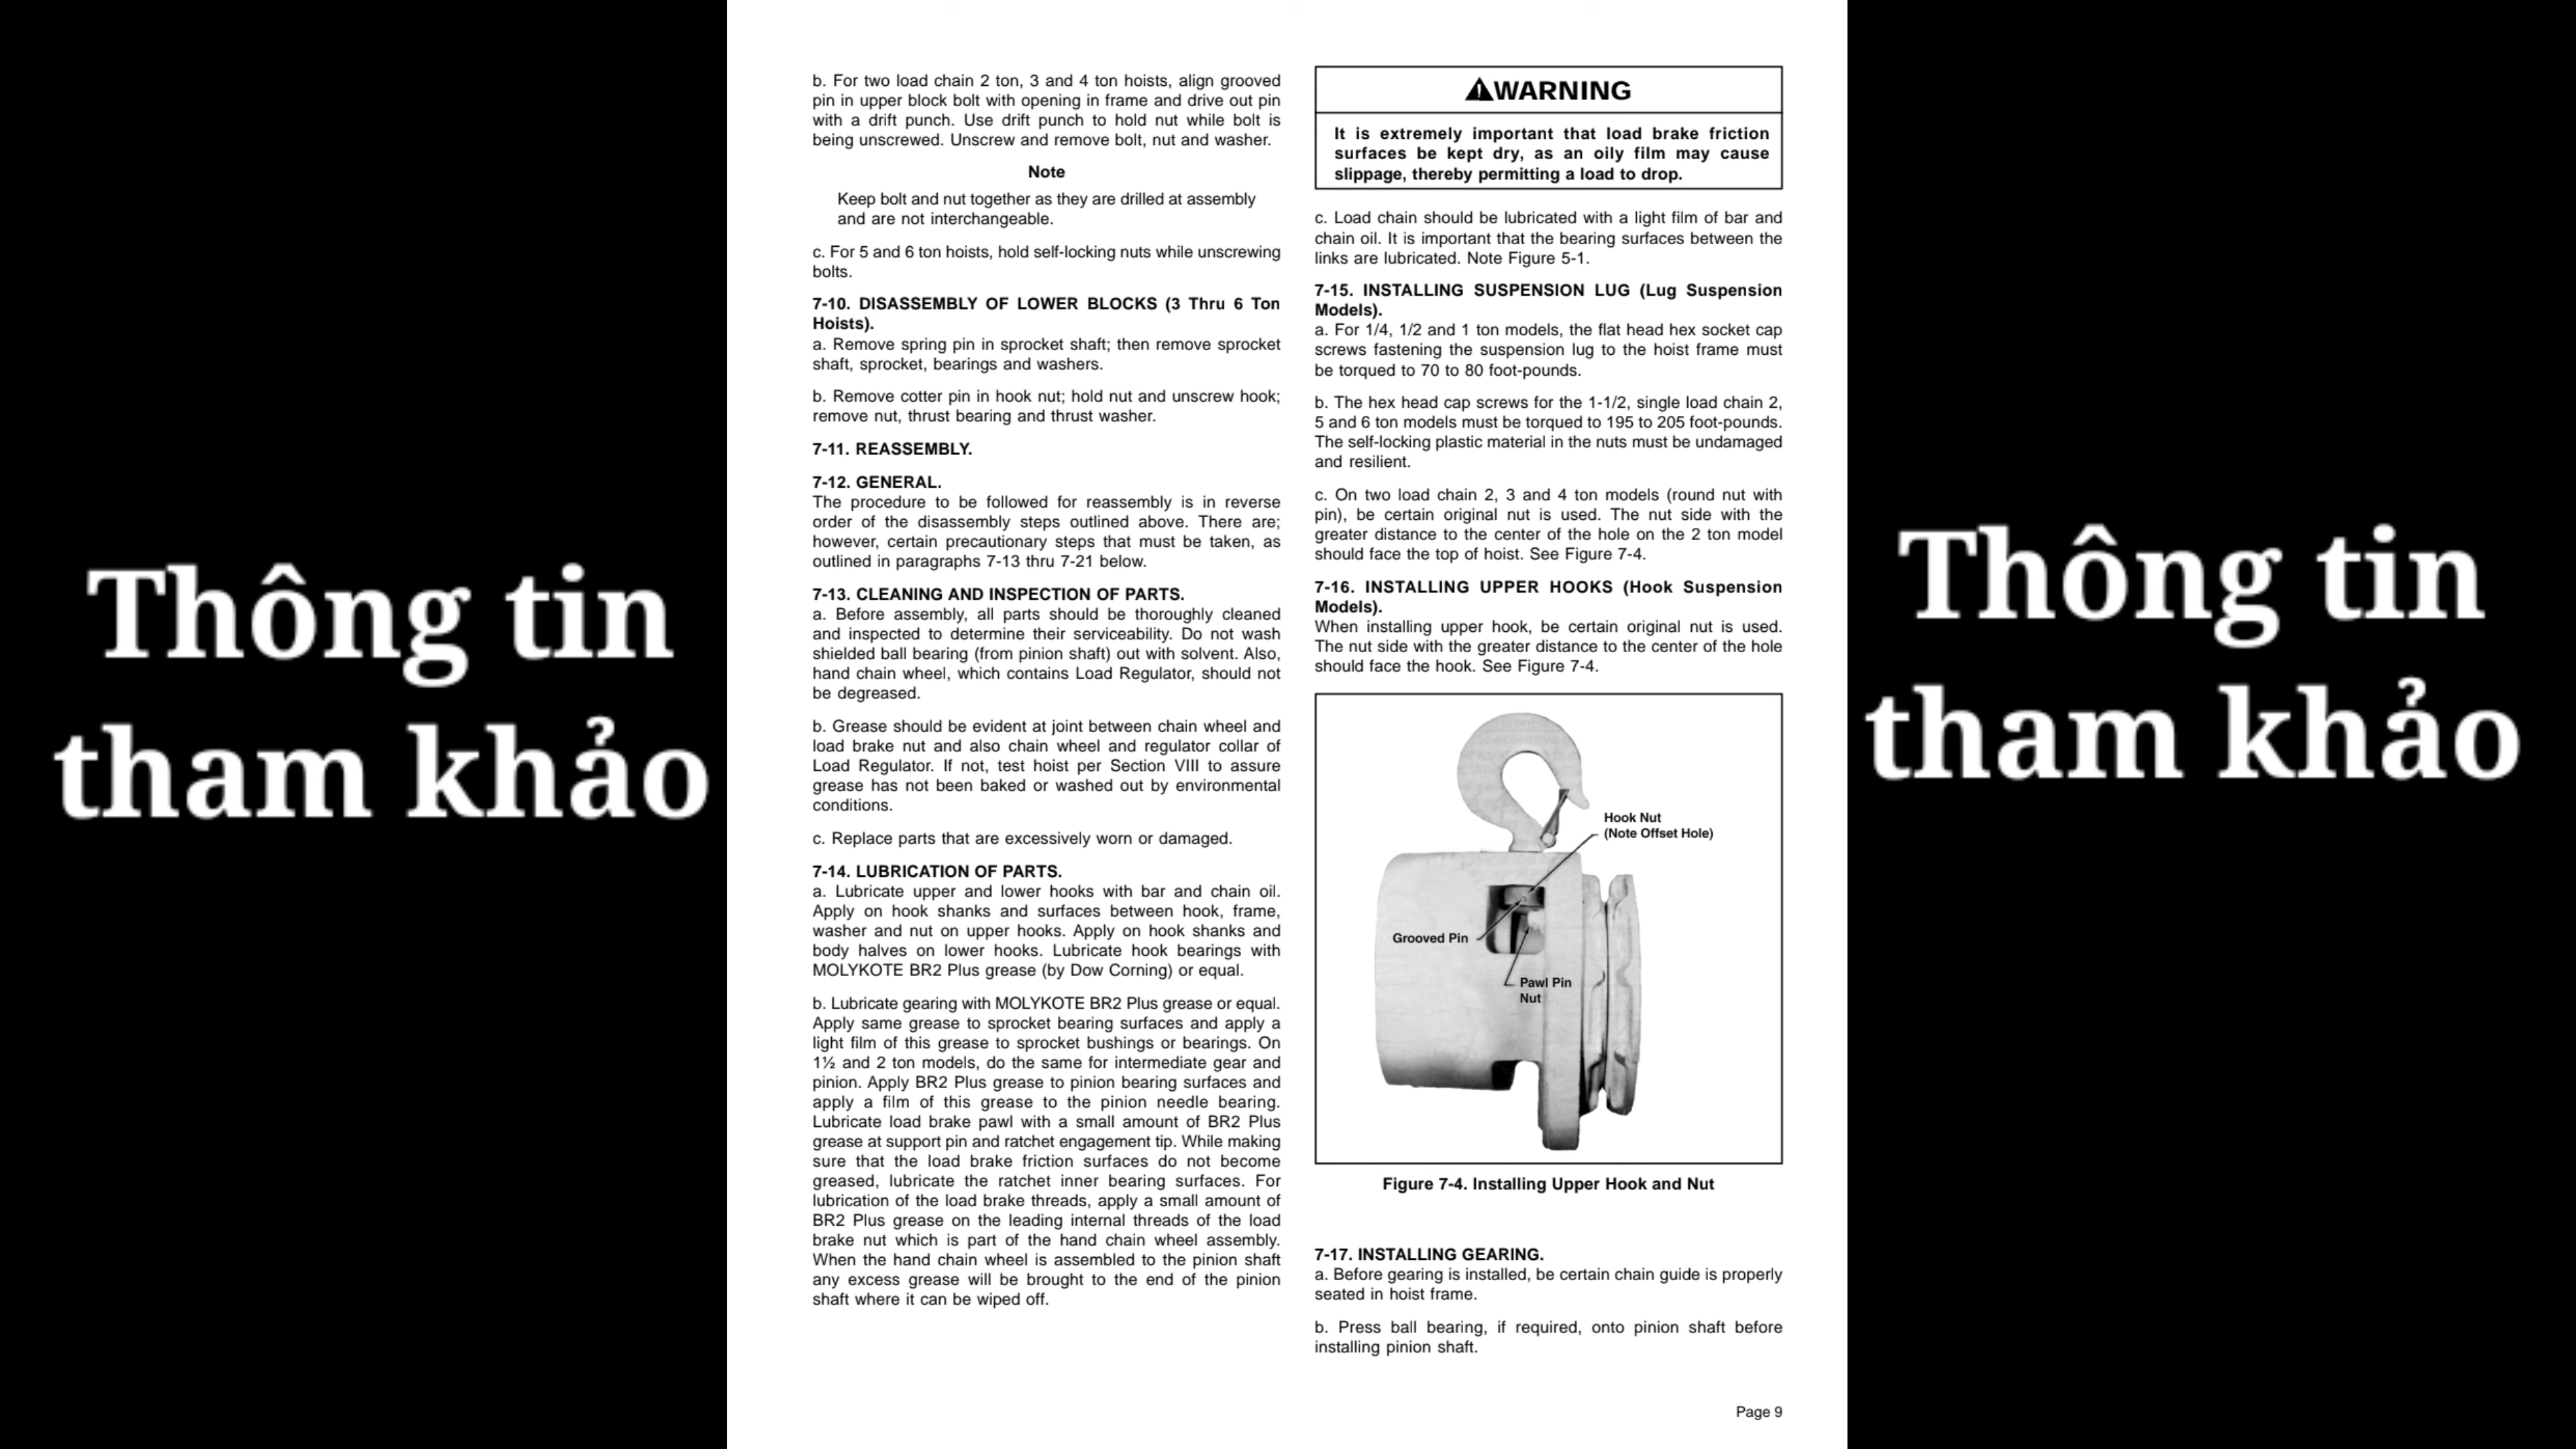 Thông tin
tham khảo
b. For two load chain 2 ton, 3 and 4 ton hoists, align grooved
pin in upper block bolt with opening in frame and drive out pin
with a drift punch. Use drift punch to hold nut while bolt is
being unscrewed. Unscrew and remove bolt, nut and washer.
Note
Keep bolt and nut together as they are drilled at assembly
and are not interchangeable.
c. For 5 and 6 ton hoists, hold self-locking nuts while unscrewing
bolts.
7-10. DISASSEMBLY OF LOWER BLOCKS (3 Thru 6 Ton
Hoists).
a. Remove spring pin in sprocket shaft; then remove sprocket
shaft, sprocket, bearings and washers.
b. Remove cotter pin in hook nut; hold nut and unscrew hook;
remove nut, thrust bearing and thrust washer.
7-11. REASSEMBLY.
7-12. GENERAL.
The procedure to be followed for reassembly is in reverse
order of the disassembly steps outlined above. There are;
however, certain precautionary steps that must be taken, as
outlined in paragraphs 7-13 thru 7-21 below.
7-13. CLEANING AND INSPECTION OF PARTS.
a. Before assembly, all parts should be thoroughly cleaned
and inspected to determine their serviceability. Do not wash
shielded ball bearing (from pinion shaft) out with solvent. Also,
hand chain wheel, which contains Load Regulator, should not
be degreased.
b. Grease should be evident at joint between chain wheel and
load brake nut and also chain wheel and regulator collar of
Load Regulator. If not, test hoist per Section VIII to assure
grease has not been baked or washed out by environmental
conditions.
c. Replace parts that are excessively worn or damaged.
7-14. LUBRICATION OF PARTS.
a. Lubricate upper and lower hooks with bar and chain oil.
Apply on hook shanks and surfaces between hook, frame,
washer and nut on upper hooks. Apply on hook shanks and
body halves on lower hooks. Lubricate hook bearings with
MOLYKOTE BR2 Plus grease (by Dow Corning) or equal.
b. Lubricate gearing with MOLYKOTE BR2 Plus grease or equal.
Apply same grease to sprocket bearing surfaces and apply a
light film of this grease to sprocket bushings or bearings. On
1½ and 2 ton models, do the same for intermediate gear and
pinion. Apply BR2 Plus grease to pinion bearing surfaces and
apply a film of this grease to the pinion needle bearing.
Lubricate load brake pawl with a small amount of BR2 Plus
grease at support pin and ratchet engagement tip. While making
sure that the load brake friction surfaces do not become
greased, lubricate the ratchet inner bearing surfaces. For
lubrication of the load brake threads, apply a small amount of
BR2 Plus grease on the leading internal threads of the load
brake nut which is part of the hand chain wheel assembly.
When the hand chain wheel is assembled to the pinion shaft
any excess grease will be brought to the end of the pinion
shaft where it can be wiped off.
WARNING
It is extremely important that load brake friction
surfaces be kept dry, as an oily film may cause
slippage, thereby permitting a load to drop.
c. Load chain should be lubricated with a light film of bar and
chain oil. It is important that the bearing surfaces between the
links are lubricated. Note Figure 5-1.
7-15. INSTALLING SUSPENSION LUG (Lug Suspension
Models).
a. For 1/4, 1/2 and 1 ton models, the flat head hex socket cap
screws fastening the suspension lug to the hoist frame must
be torqued to 70 to 80 foot-pounds.
b. The hex head cap screws for the 1-1/2, single load chain 2,
5 and 6 ton models must be torqued to 195 to 205 foot-pounds.
The self-locking plastic material in the nuts must be undamaged
and resilient.
c. On two load chain 2, 3 and 4 ton models (round nut with
pin), be certain original nut is used. The nut side with the
greater distance to the center of the hole on the 2 ton model
should face the top of hoist. See Figure 7-4.
7-16. INSTALLING UPPER HOOKS (Hook Suspension
Models).
When installing upper hook, be certain original nut is used.
The nut side with the greater distance to the center of the hole
should face the hook. See Figure 7-4.
Hook Nut
(Note Offset Hole)
Grooved Pin
Pawl Pin
Nut
Figure 7-4. Installing Upper Hook and Nut
7-17. INSTALLING GEARING.
a. Before gearing is installed, be certain chain guide is properly
seated in hoist frame.
b. Press ball bearing, if required, onto pinion shaft before
installing pinion shaft.
Page 9
Thông tin
tham khảo